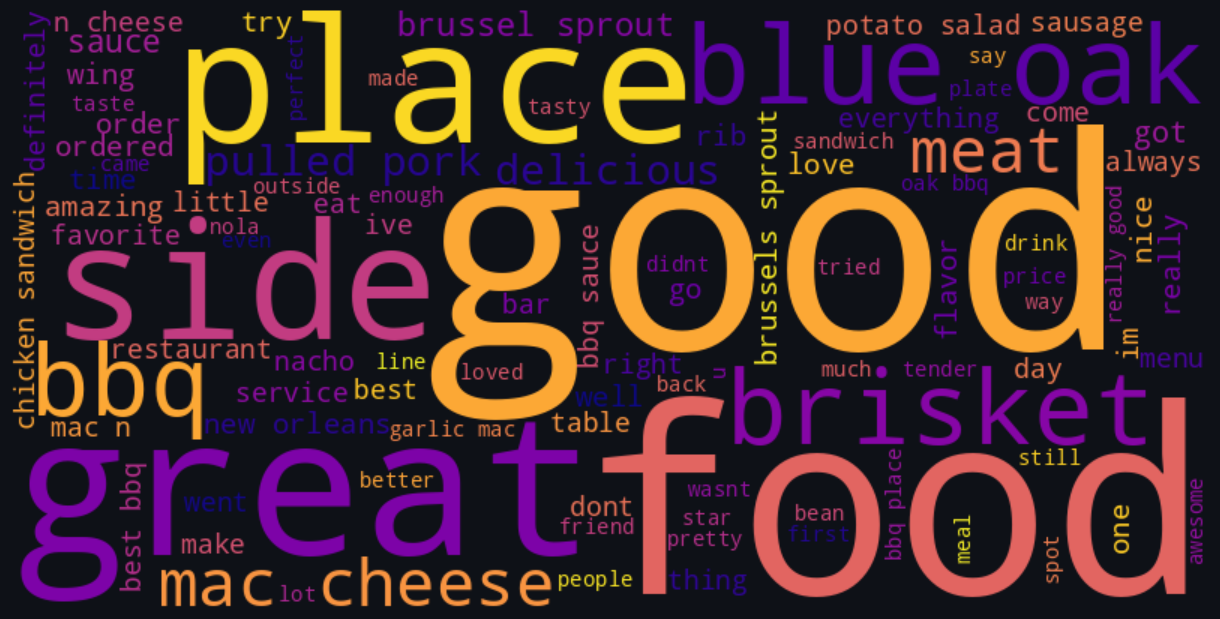 definitely
n cheese
try
place
brussel sprout
blue oak
potato salad
sausage
sauce
perfect
made
say
wing
tasty
plate
taste
everything
come
order
rib
brussels sprout
sandwich
meat
got
ordered
came
pulled pork
delicious
love
always
time
outside
enough
oak bbq
chicken sandwich
amazing
little
eat
really good
nice
favorite
nola
ive
good
even
side
bbq sauce
didnt
go
tried
flavor
drink
price
way
really
bar
im
restaurant
nacho
line
right
much
tender
day
menu
bbq
loved
back
u
service
best
well
brisket
mac n
new orleans
garlic mac
table
great
food
best bbq
better
still
went
dont
wasnt
bbq place
awesome
friend
star
bean
meal
one
make
pretty
first
spot
mac
lot
cheese
people
thing